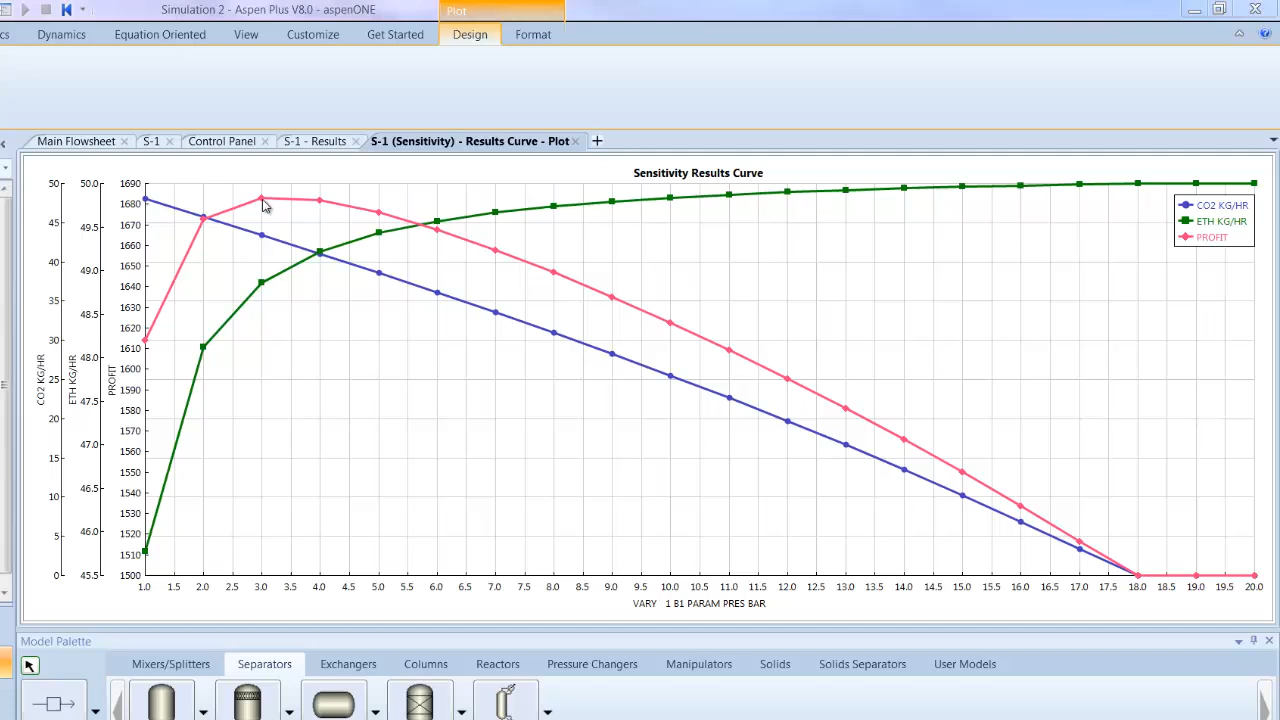 Simulation 2 - Aspen Plus V8.0 - aspenONE
Plot
cs Dynamics Equation Oriented View Customize Get Started Design Format
Main Flowsheet S-1 Control Panel S-1 - Results S-1 (Sensitivity) - Results Curve - Plot
Sensitivity Results Curve
50 50.0 1690
1680
CO2 KG/HR
45 49.5 1670
ETH KG/HR
1660
PROFIT
40 49.0 1650
1640
35 48.5 1630
1620
30 48.0 1610
1600
25 47.5 1590
1580
20 47.0 1570
1560
15 46.5 1550
1540
10 46.0 1530
1520
5 1510
0 45.5 1500
CO2 KG/HR
ETH KG/HR
PROFIT
1.0 1.5 2.0 2.5 3.0 3.5 4.0 4.5 5.0 5.5 6.0 6.5 7.0 7.5 8.0 8.5 9.0 9.5 10.0 10.5 11.0 11.5 12.0 12.5 13.0 13.5 14.0 14.5 15.0 15.5 16.0 16.5 17.0 17.5 18.0 18.5 19.0 19.5 20.0
VARY 1 B1 PARAM PRES BAR
Model Palette
Mixers/Splitters Separators Exchangers Columns Reactors Pressure Changers Manipulators Solids Solids Separators User Models